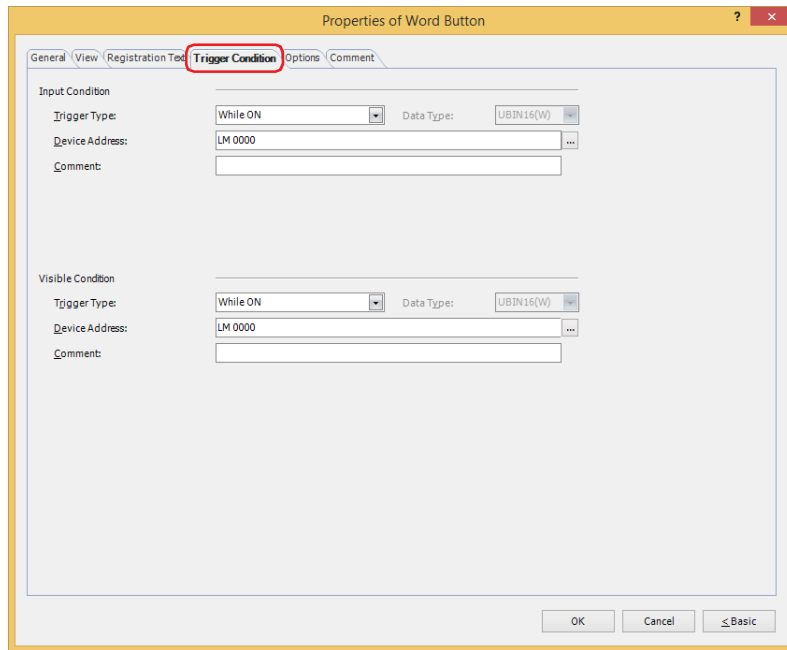 Properties of Word Button ? ×
General View Registration Text Trigger Condition Options Comment
Input Condition
Trigger Type: While ON Data Type: UBIN16(W)
Device Address: LM 0000 ...
Comment:
Visible Condition
Trigger Type: While ON Data Type: UBIN16(W)
Device Address: LM 0000 ...
Comment:
OK Cancel < Basic